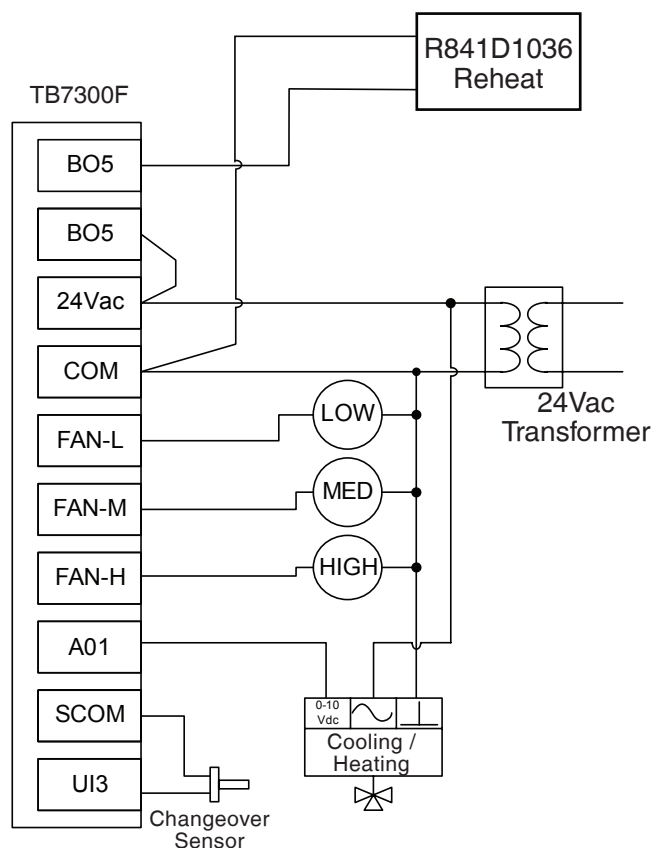 R841D1036
Reheat
TB7300F
BO5
BO5
24Vac
COM
24Vac
Transformer
LOW
FAN-L
MED
FAN-M
HIGH
FAN-H
A01
SCOM
0-10
Vdc
Cooling /
Heating
UI3
Changeover
Sensor